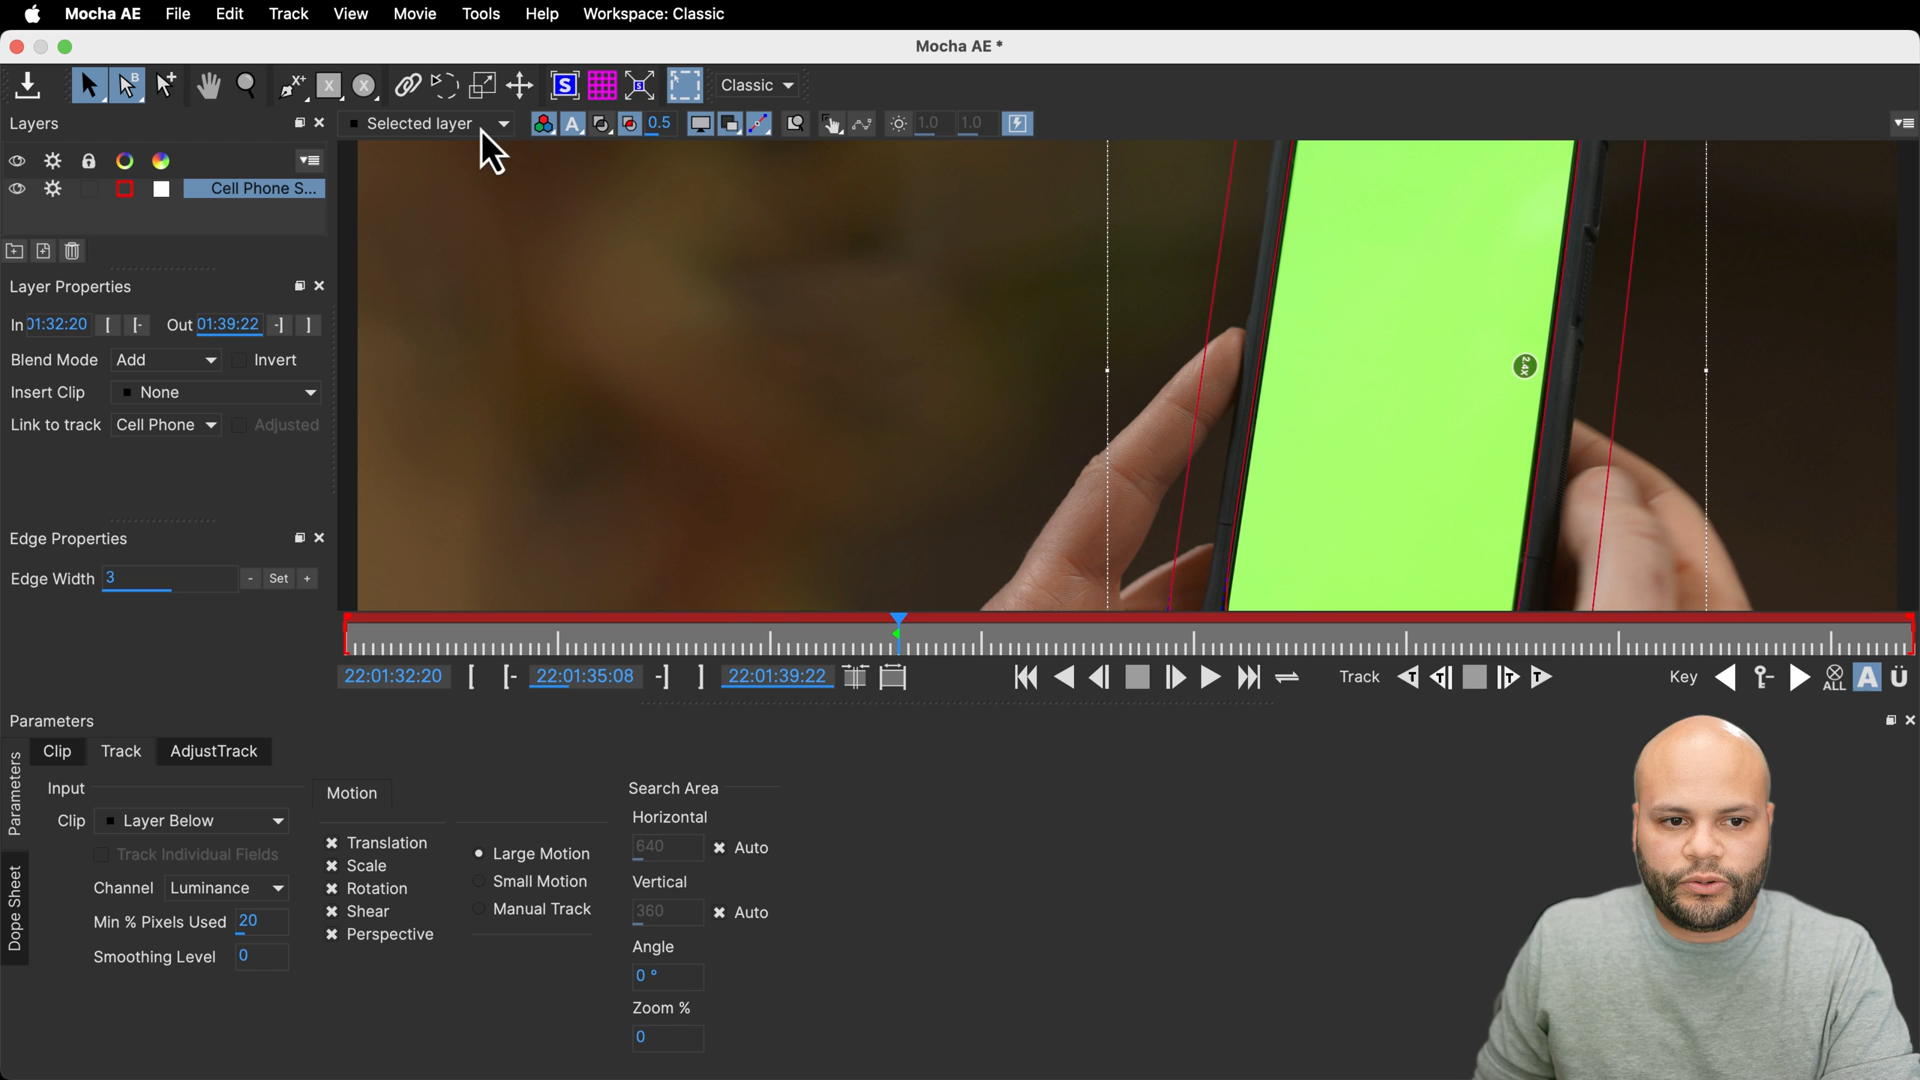 Mocha AE File Edit Track View Movie Tools Help Workspace: Classic
Mocha AE *
B X+ X X S S Classic
Layers Selected layer A 0.5 1.0 1.0
Cell Phone S...
Layer Properties
In 01:32:20 [ [- Out 01:39:22 -] ]
Blend Mode Add Invert
Insert Clip None
Link to track Cell Phone Adjusted
2.4x
Edge Properties
Edge Width 3 - Set +
22:01:32:20 [ [- 22:01:35:08 -] ] 22:01:39:22 Track T T T T Key ALL A Ü
Parameters
Clip Track AdjustTrack
Parameters
Dope Sheet
Input
Clip Layer Below
Track Individual Fields
Channel Luminance
Min % Pixels Used 20
Smoothing Level 0
Motion
Translation
Scale
Rotation
Shear
Perspective
Large Motion
Small Motion
Manual Track
Search Area
Horizontal
640 Auto
Vertical
360 Auto
Angle
0 °
Zoom %
0